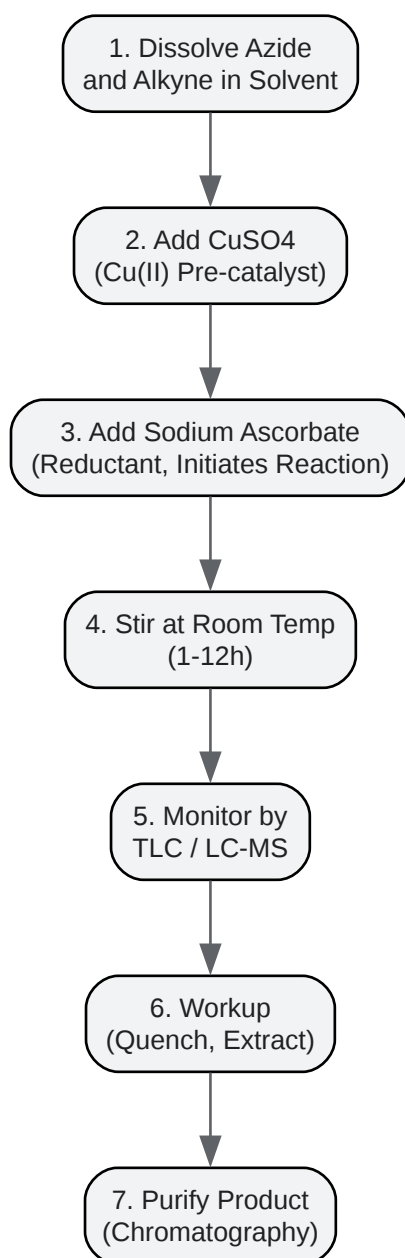 1. Dissolve Azide
and Alkyne in Solvent
2. Add CuSO4
(Cu(II) Pre-catalyst)
3. Add Sodium Ascorbate
(Reductant, Initiates Reaction)
4. Stir at Room Temp
(1-12h)
5. Monitor by
TLC / LC-MS
6. Workup
(Quench, Extract)
7. Purify Product
(Chromatography)